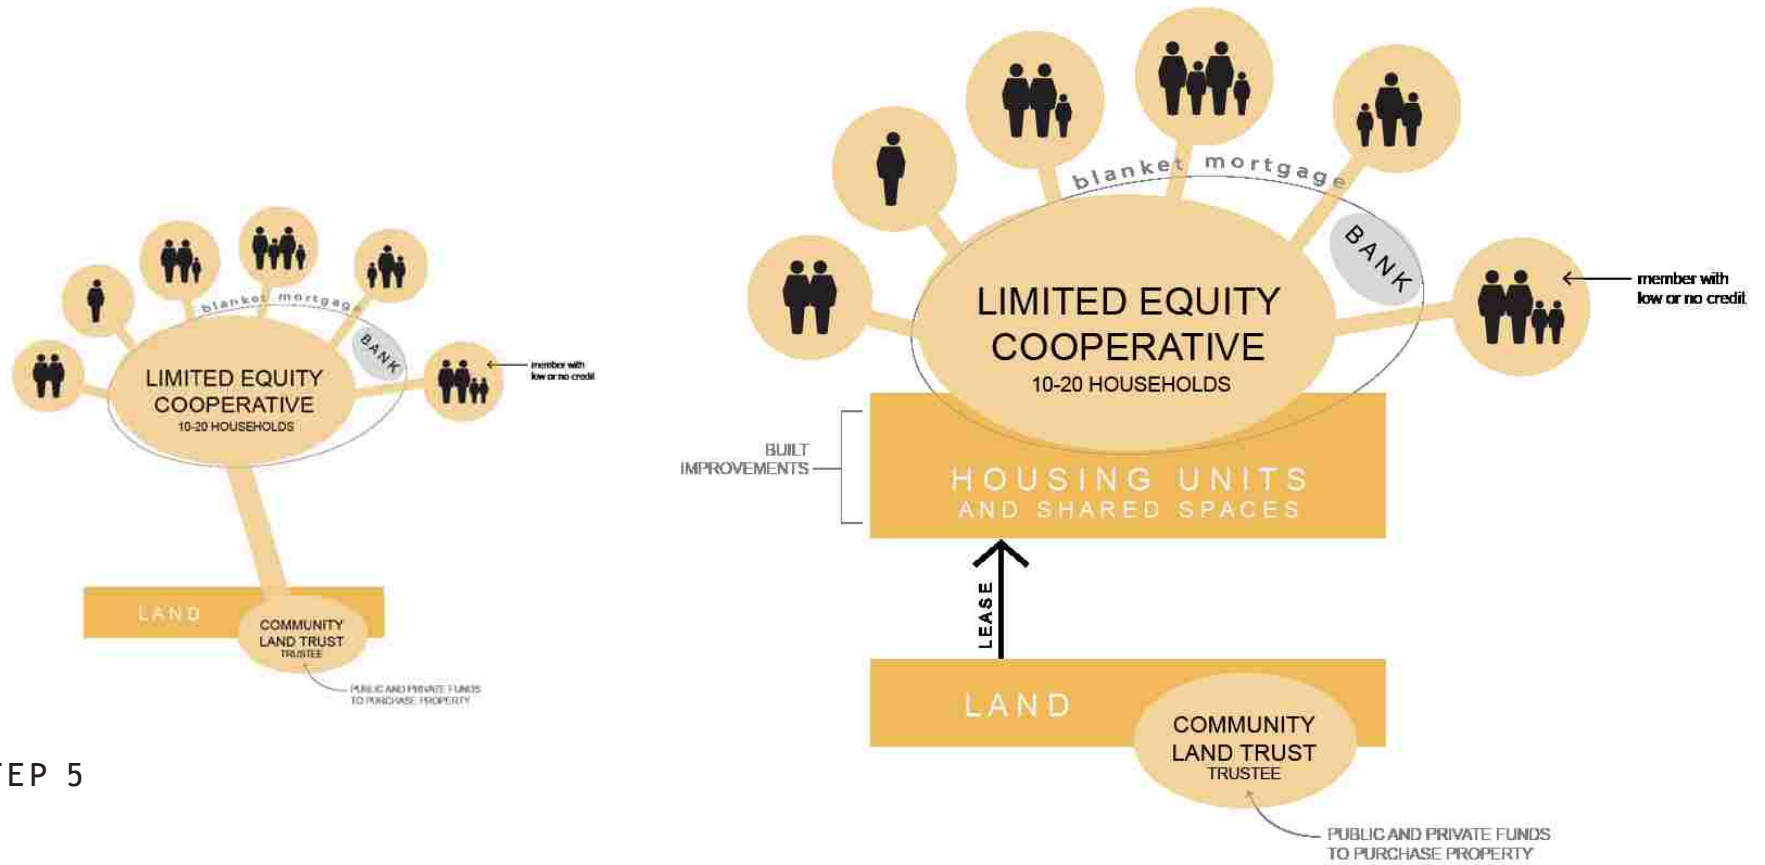 blanket mortgage
BANK
LIMITED EQUITY
COOPERATIVE
10-20 HOUSEHOLDS
member with
low or no credit
LAND
COMMUNITY
LAND TRUST
TRUSTEE
PUBLIC AND PRIVATE FUNDS
TO PURCHASE PROPERTY
TEP 5
blanket mortgage
BANK
LIMITED EQUITY
COOPERATIVE
10-20 HOUSEHOLDS
member with
low or no credit
BUILT
IMPROVEMENTS
HOUSING UNITS
AND SHARED SPACES
LEASE
LAND
COMMUNITY
LAND TRUST
TRUSTEE
PUBLIC AND PRIVATE FUNDS
TO PURCHASE PROPERTY